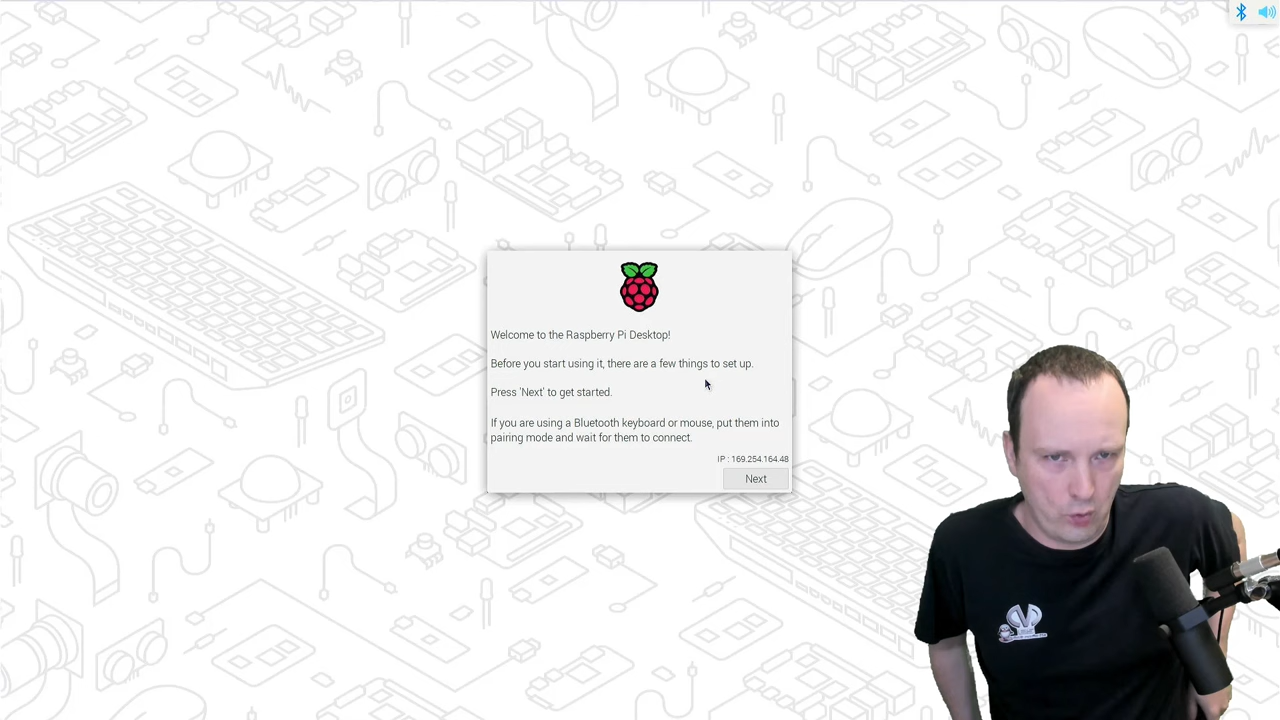 Welcome to the Raspberry Pi Desktop!
Before you start using it, there are a few things to set up.
Press 'Next' to get started.
If you are using a Bluetooth keyboard or mouse, put them into
pairing mode and wait for them to connect.
IP : 169.254.164.48
Next